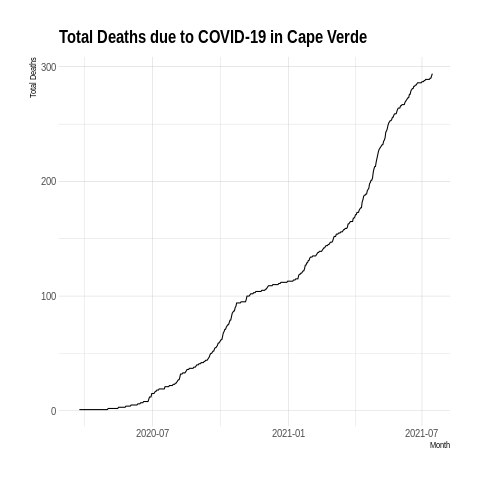 Total Deaths due to COVID-19 in Cape Verde
Total Deaths
300
200
100
0
2020-07
2021-01
2021-07
Month